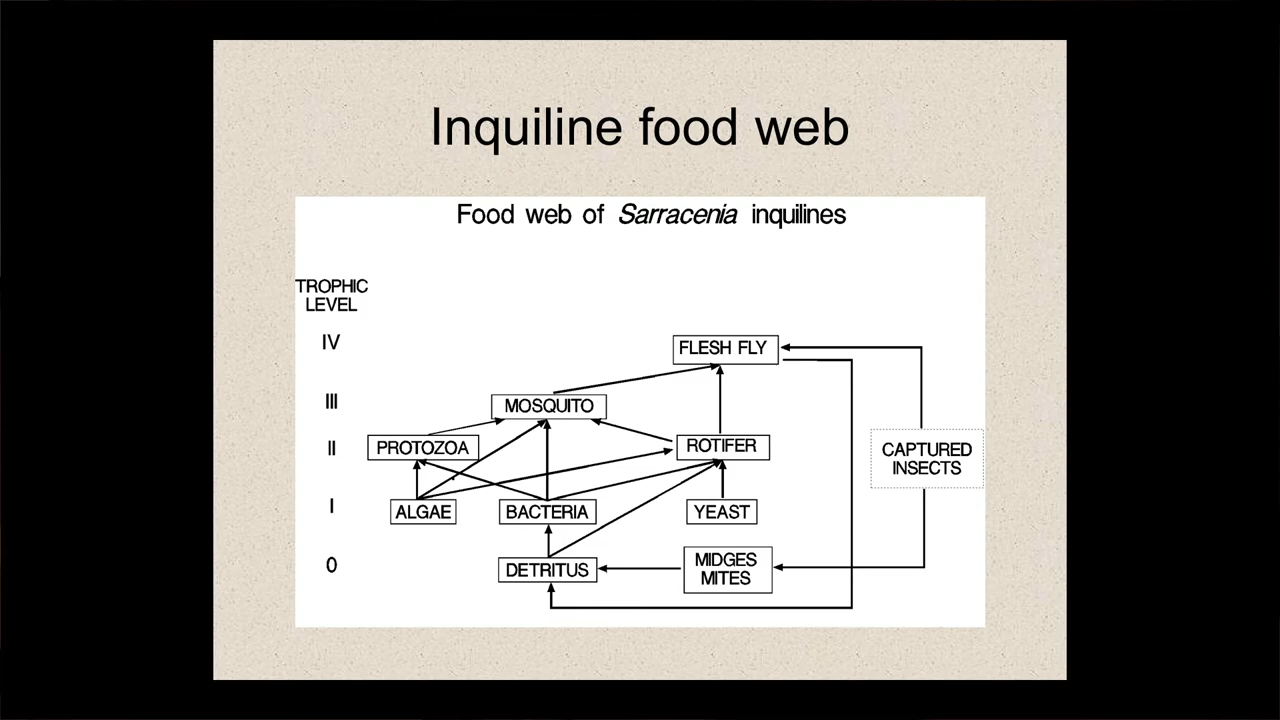 Inquiline food web
Food web of Sarracenia inquilines
TROPHIC
LEVEL
IV
FLESH FLY
III
MOSQUITO
II
PROTOZOA
ROTIFER
CAPTURED
INSECTS
I
ALGAE
BACTERIA
YEAST
0
DETRITUS
MIDGES
MITES